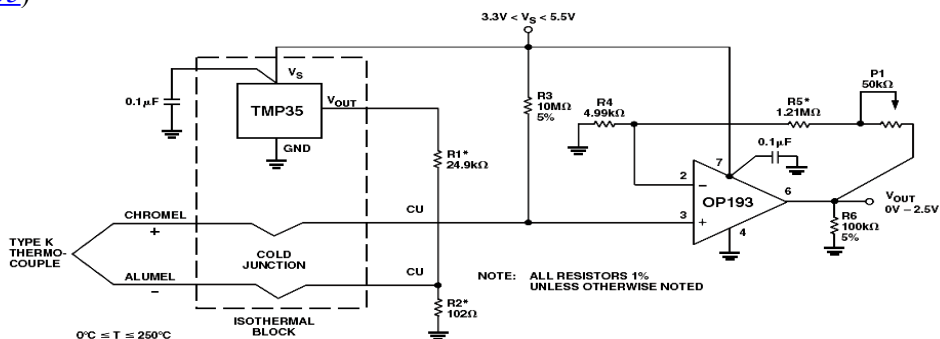 3.3V < VS < 5.5V
VS
0.1µF
TMP35
VOUT
GND
R1*
24.9kΩ
R3
10MΩ
5%
R4
4.99kΩ
R5*
1.21MΩ
P1
50kΩ
0.1µF
7
2
−
OP193
6
3
+
4
VOUT
0V – 2.5V
R6
100kΩ
5%
CHROMEL
+
CU
TYPE K
THERMO-
COUPLE
COLD
JUNCTION
ALUMEL
−
CU
NOTE: ALL RESISTORS 1%
UNLESS OTHERWISE NOTED
R2*
102Ω
ISOTHERMAL
BLOCK
0°C ≤ T ≤ 250°C